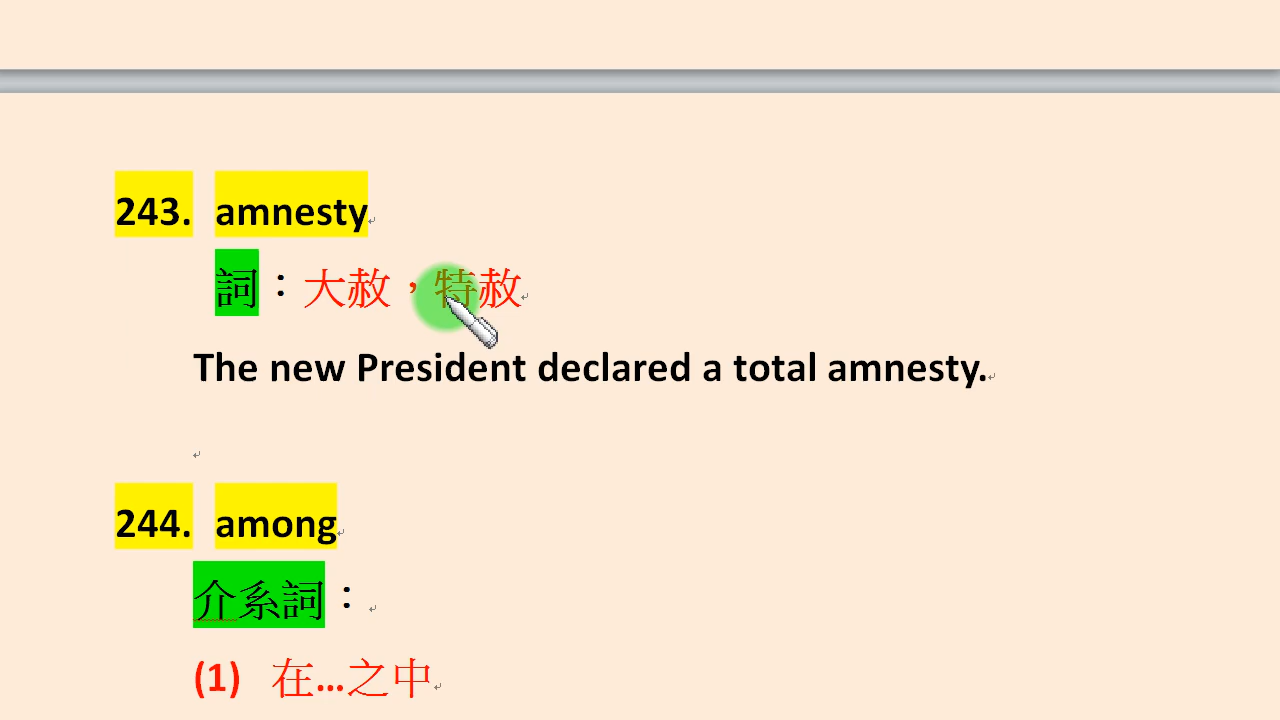 243. amnesty
詞：大赦，特赦
The new President declared a total amnesty.
244. among
介系詞：
(1) 在…之中